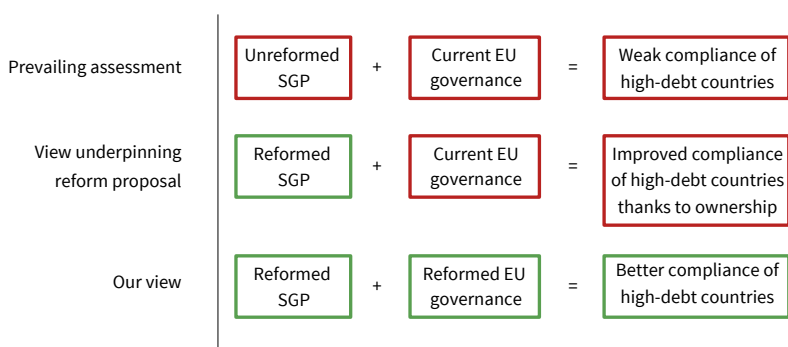 Prevailing assessment
Unreformed
SGP
+
Current EU
governance
=
Weak compliance of
high-debt countries
View underpinning
reform proposal
Reformed
SGP
+
Current EU
governance
=
Improved compliance
of high-debt countries
thanks to ownership
Our view
Reformed
SGP
+
Reformed EU
governance
=
Better compliance of
high-debt countries